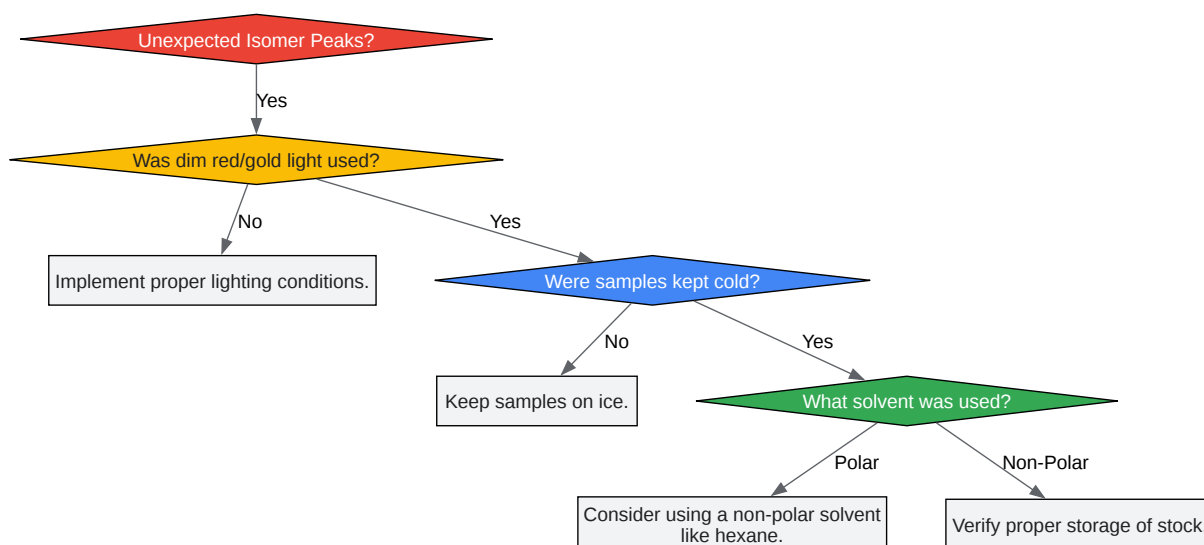 Unexpected Isomer Peaks?
Yes
Was dim red/gold light used?
No
Yes
Implement proper lighting conditions.
Were samples kept cold?
No
Yes
Keep samples on ice.
What solvent was used?
Polar
Non-Polar
Consider using a non-polar solvent
like hexane.
Verify proper storage of stock